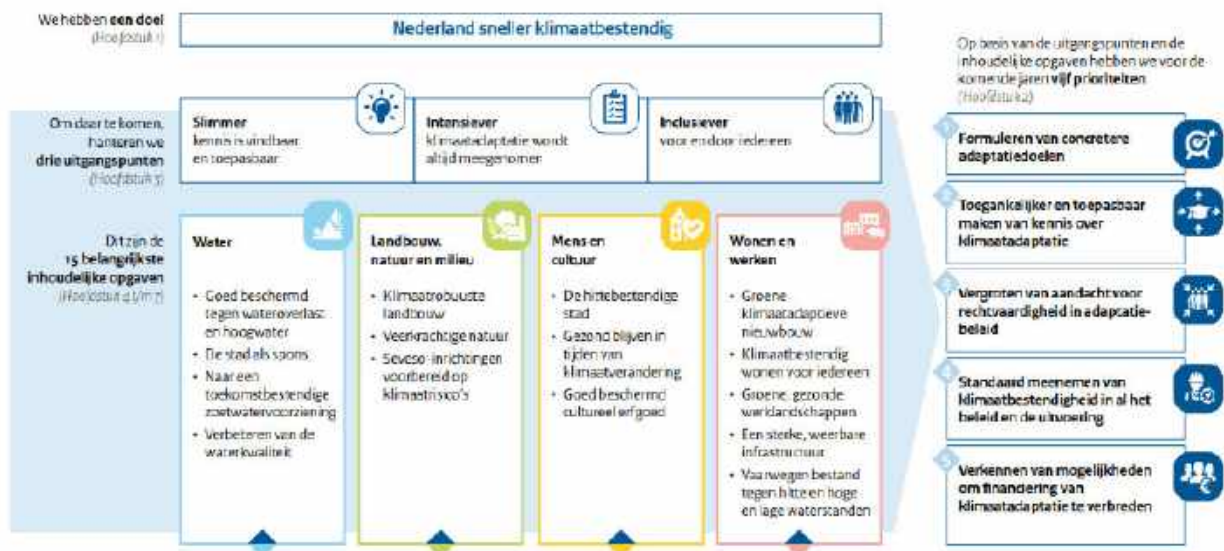 We hebben een doel
(Hoofdstuk 1)
Nederland sneller klimaatbestendig
Om daar te komen,
hanteren we
drie uitgangspunten
(Hoofdstuk 3)
Slimmer
kennis is vindbaar
en toepasbaar
Intensiever
klimaatadaptatie wordt
altijd meegenomen
Inclusiever
voor en door iedereen
Dit zijn de
15 belangrijkste
inhoudelijke opgaven
(Hoofdstuk 4 t/m 7)
Water
• Goed beschermd
tegen wateroverlast
en hoogwater
• De stad als spons
• Naar een
toekomstbestendige
zoetwatervoorziening
• Verbeteren van de
waterkwaliteit
Landbouw,
natuur en milieu
• Klimaatrobuuste
landbouw
• Veerkrachtige natuur
• Seveso-inrichtingen
voorbereid op
klimaatrisico's
Mens en
cultuur
• De hittebestendige
stad
• Gezond blijven in
tijden van
klimaatverandering
• Goed beschermd
cultureel erfgoed
Wonen en
werken
• Groene
klimaatadaptieve
nieuwbouw
• Klimaatbestendig
wonen voor iedereen
• Groene, gezonde
werklandschappen
• Een sterke, weerbare
infrastructuur
• Vaarwegen bestand
tegen hitte en hoge
en lage waterstanden
Op basis van de uitgangspunten en de
inhoudelijke opgaven hebben we voor de
komende jaren vijf prioriteiten
(Hoofdstuk 2)
1
Formuleren van concretere
adaptatiedoelen
2
Toegankelijker en toepasbaar
maken van kennis over
klimaatadaptatie
3
Vergroten van aandacht voor
rechtvaardigheid in adaptatie-
beleid
4
Standaard meenemen van
klimaatbestendigheid in al het
beleid en de uitvoering
5
Verkennen van mogelijkheden
om financiering van
klimaatadaptatie te verbreden